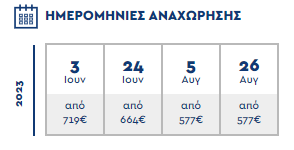 ΗΜΕΡΟΜΗΝΙΕΣ ΑΝΑΧΩΡΗΣΗΣ
2023
3 24 5 26
Ιουν Ιουν Αυγ Αυγ
από από από από
719€ 664€ 577€ 577€